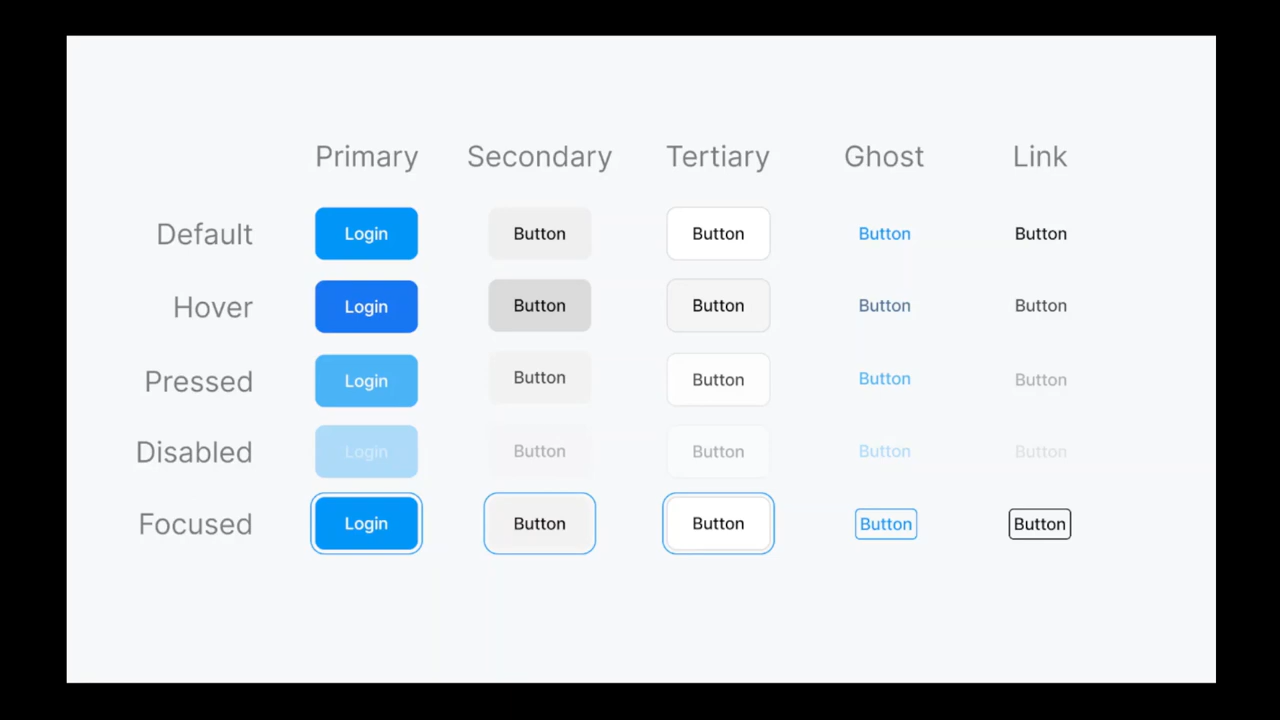 Primary Secondary Tertiary Ghost Link
Default Login Button Button Button Button
Hover Login Button Button Button Button
Pressed Login Button Button Button Button
Disabled Login Button Button Button Button
Focused Login Button Button Button Button